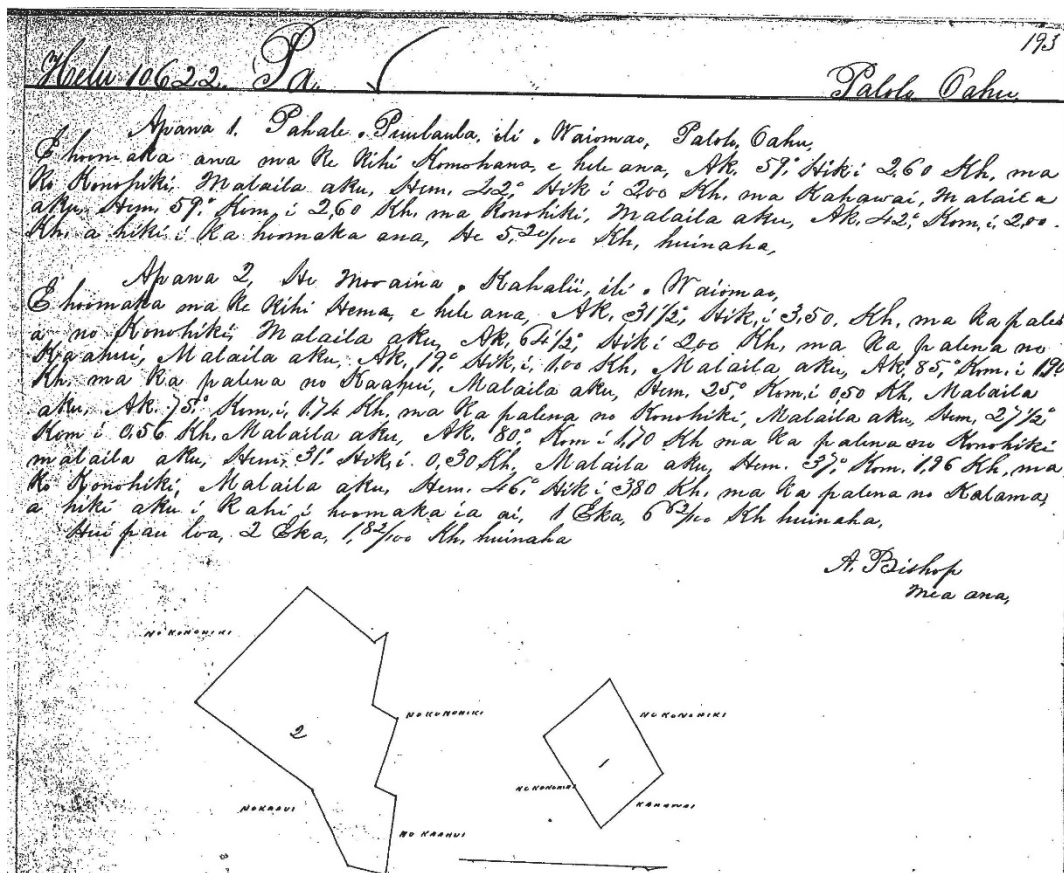 193
Helu 10622. Pa. Palolo Oahu.
Apana 1. Pahale. Puulaula. ili. Waiomao, Palolo, Oahu,
E hoomaka ana ma ke kihi Komohana, e hele ana, Ak. 59.° Hik i 2,60 Kh. ma
ko Konohiki, Malaila aku, Hem. 42.° Hik i 2,00 Kh. ma Kahawai, Malaila
aku, Hem. 59.° Kom, i 2,60 Kh. ma Konohiki, Malaila aku, Ak. 42.° Kom, i 2,00.
Kh, a hiki i ka hoomaka ana, He 5,20/100 Kh, huinaha,
Apana 2, He Mooaina. Kahalii, ili. Waiomao,
E hoomaka ma ke kihi Hema, e hele ana, Ak. 31 1/2,° Hik, i 3,50. Kh. ma ka palen
a no Konohiki, Malaila aku, Ak. 64 1/2,° Hik i 2,00 Kh, ma ka palena no
Kaahui, Malaila aku, Ak. 19.° Hik, i 1,00 Kh, Malaila aku, Ak. 85.° Kom, i 1,90
Kh, ma ka palena no Kaahui, Malaila aku, Hem. 25.° Kom, i 0,50 Kh, Malaila
aku, Ak. 75.° Kom, i, 1,74 Kh, ma ka palena no Konohiki, Malaila aku, Hem. 27 1/2°
Kom i 0,56 Kh, Malaila aku, Ak. 80.° Kom i 1,70 Kh ma ka palena no Konohiki
malaila aku, Hem. 31.° Hik, i. 0,30 Kh, Malaila aku, Hem. 37.° Kom. 1,96 Kh, ma
ko Konohiki, Malaila aku, Hem. 46.° Hik i 3,80 Kh, ma ka palena no Kalama,
a hiki aku i kahi i hoomaka ia ai, 1 Eka, 6 62/100 Kh huinaha,
Hui pau loa, 2 Eka, 1,82/100 Kh, huinaha
A. Bishop
Mea ana,
NO KONOHIKI
2
NO KONOHIKI
NO KONOHIKI
1
NO KONOHIKI
KAHAWAI
NO KAAHUI
NO KAAHUI